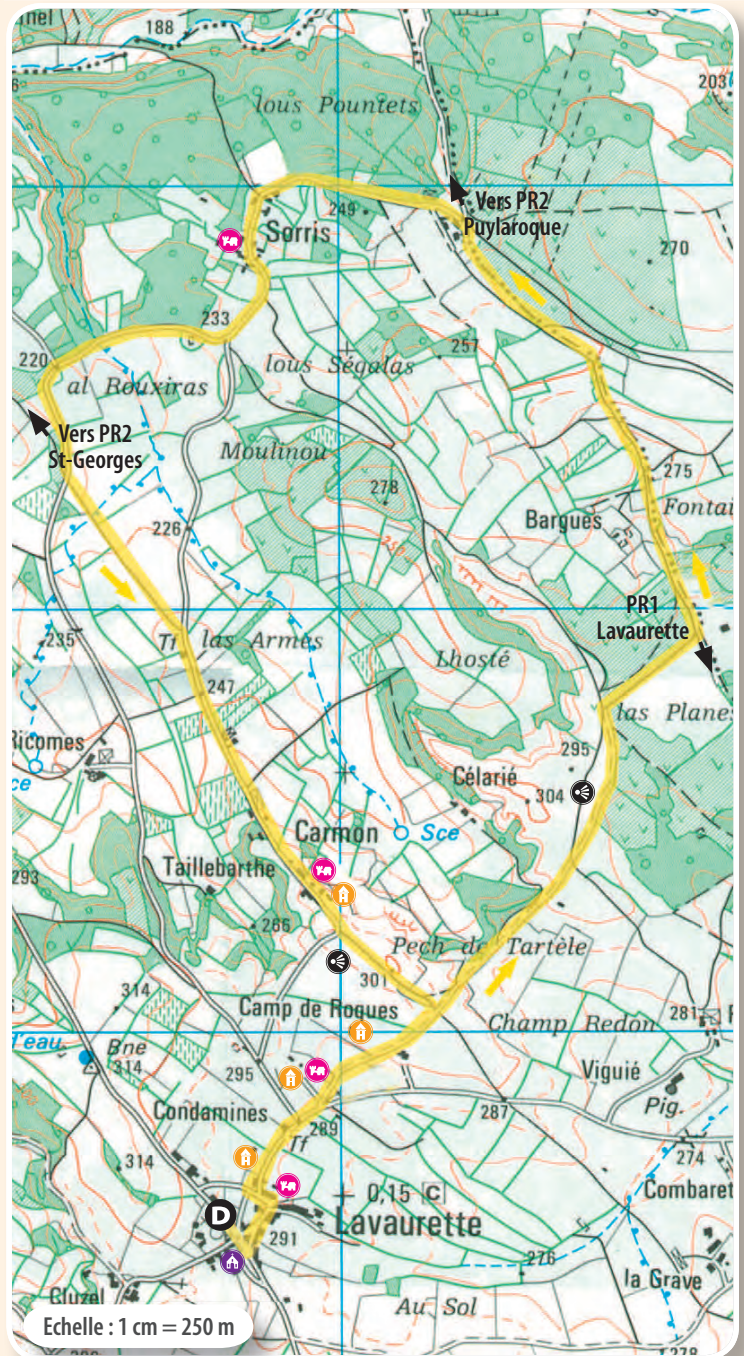 188
lous Pountets
203
Vers PR2
Puylaroque
249
Sorris
270
233
257
220
lous Ségalas
al Rouxiras
Vers PR2
St-Georges
Moulinou
275
278
Bargues
226
PR1
Lavaurette
235
Tf
las Armes
Lhosté
247
las Planes
Ricomes
295
Célarié
304
Sce
Carmon
Taillebarthe
293
266
Pech de Tartèle
301
314
Camp de Roques
281
Champ Redon
Bne
314
295
Viguié
Pig.
287
Condamines
289
Tf
274
314
0,15 C
Combaret
D
Lavaurette
291
276
la Grave
Cluzel
Au Sol
Echelle : 1 cm = 250 m
278